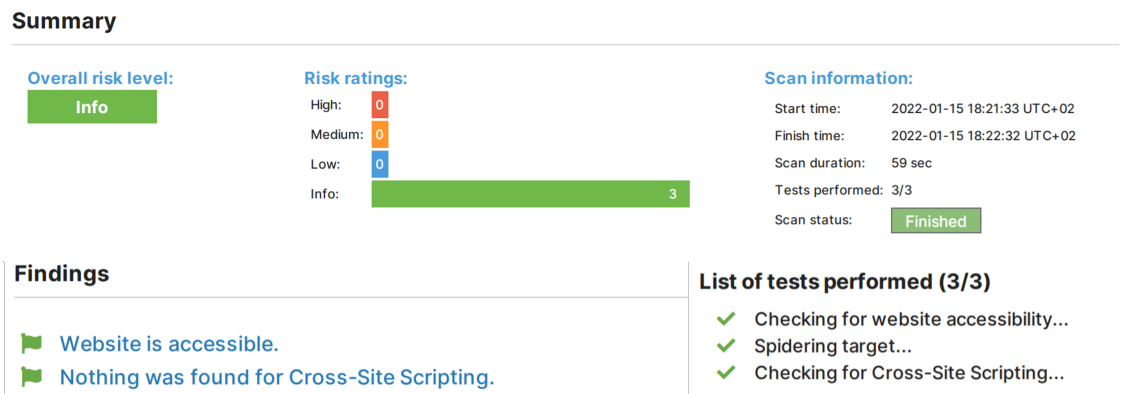 Summary
Overall risk level:
Info
Risk ratings:
High: 0
Medium: 0
Low: 0
Info: 3
Scan information:
Start time: 2022-01-15 18:21:33 UTC+02
Finish time: 2022-01-15 18:22:32 UTC+02
Scan duration: 59 sec
Tests performed: 3/3
Scan status: Finished
Findings
Website is accessible.
Nothing was found for Cross-Site Scripting.
List of tests performed (3/3)
Checking for website accessibility...
Spidering target...
Checking for Cross-Site Scripting...